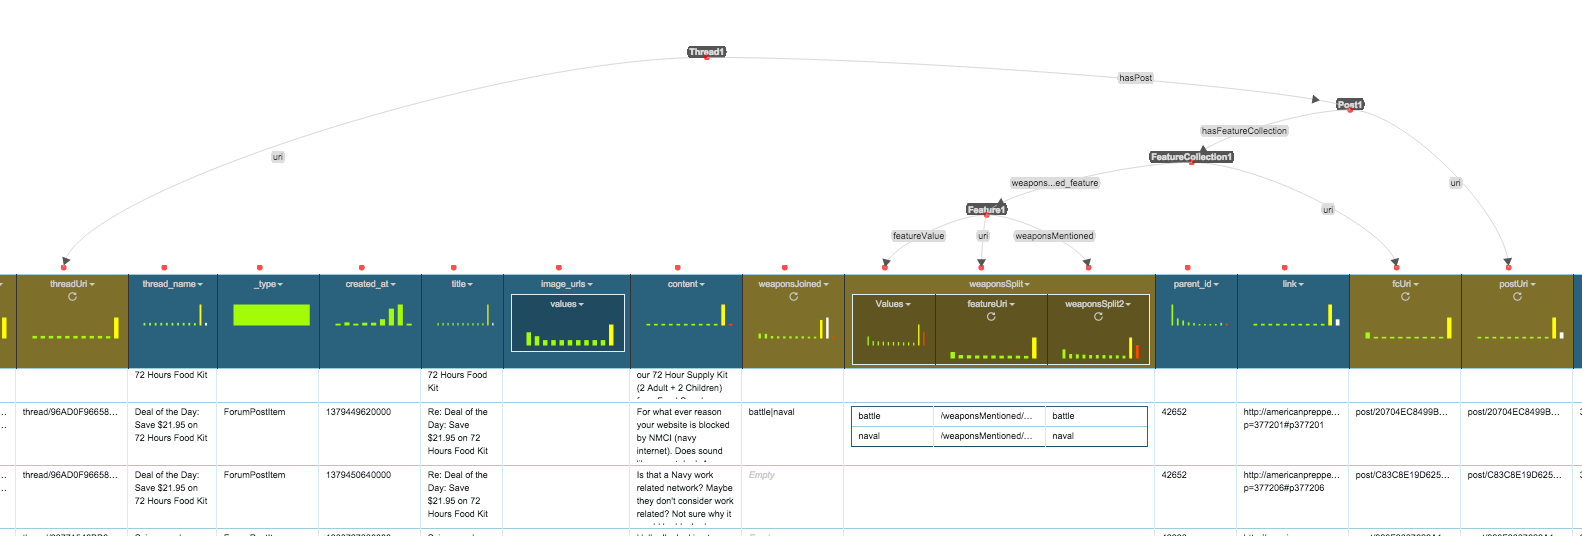 Thread1
hasPost
Post1
hasFeatureCollection
FeatureCollection1
uri
weapons...ed_feature
uri
uri
Feature1
featureValue
uri
weaponsMentioned
threadUri
thread_name
_type
created_at
title
image_urls
content
weaponsJoined
weaponsSplit
parent_id
link
fcUri
postUri
values
Values
featureUri
weaponsSplit2
72 Hours Food Kit
72 Hours Food
Kit
our 72 Hour Supply Kit
(2 Adult + 2 Children)
thread/96AD0F96658...
Deal of the Day:
Save $21.95 on
72 Hours Food Kit
ForumPostItem
1379449620000
Re: Deal of the
Day: Save
$21.95 on 72
Hours Food Kit
For what ever reason
your website is blocked
by NMCI (navy
internet). Does sound
battle|naval
battle
/weaponsMentioned/...
battle
naval
/weaponsMentioned/...
naval
42652
http://americanpreppe...
p=377201#p377201
post/20704EC8499B...
post/20704EC8499B...
thread/96AD0F96658...
Deal of the Day:
Save $21.95 on
72 Hours Food Kit
ForumPostItem
1379450640000
Re: Deal of the
Day: Save
$21.95 on 72
Hours Food Kit
Is that a Navy work
related network? Maybe
they don't consider work
related? Not sure why it
Empty
42652
http://americanpreppe...
p=377206#p377206
post/C83C8E19D625...
post/C83C8E19D625...